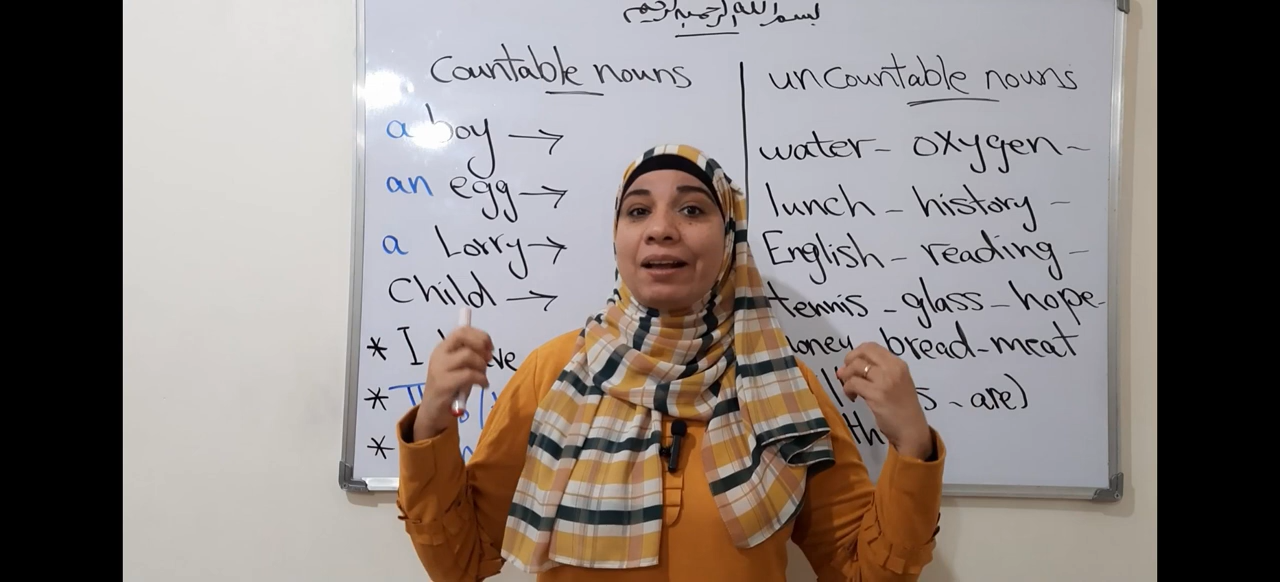 بسم الله الرحمن الرحيم
Countable nouns
a boy →
an egg →
a Lorry →
Child →
* I
*
*
uncountable nouns
water - oxygen -
lunch - history -
English - reading -
tennis - glass - hope -
bread - meat
are)